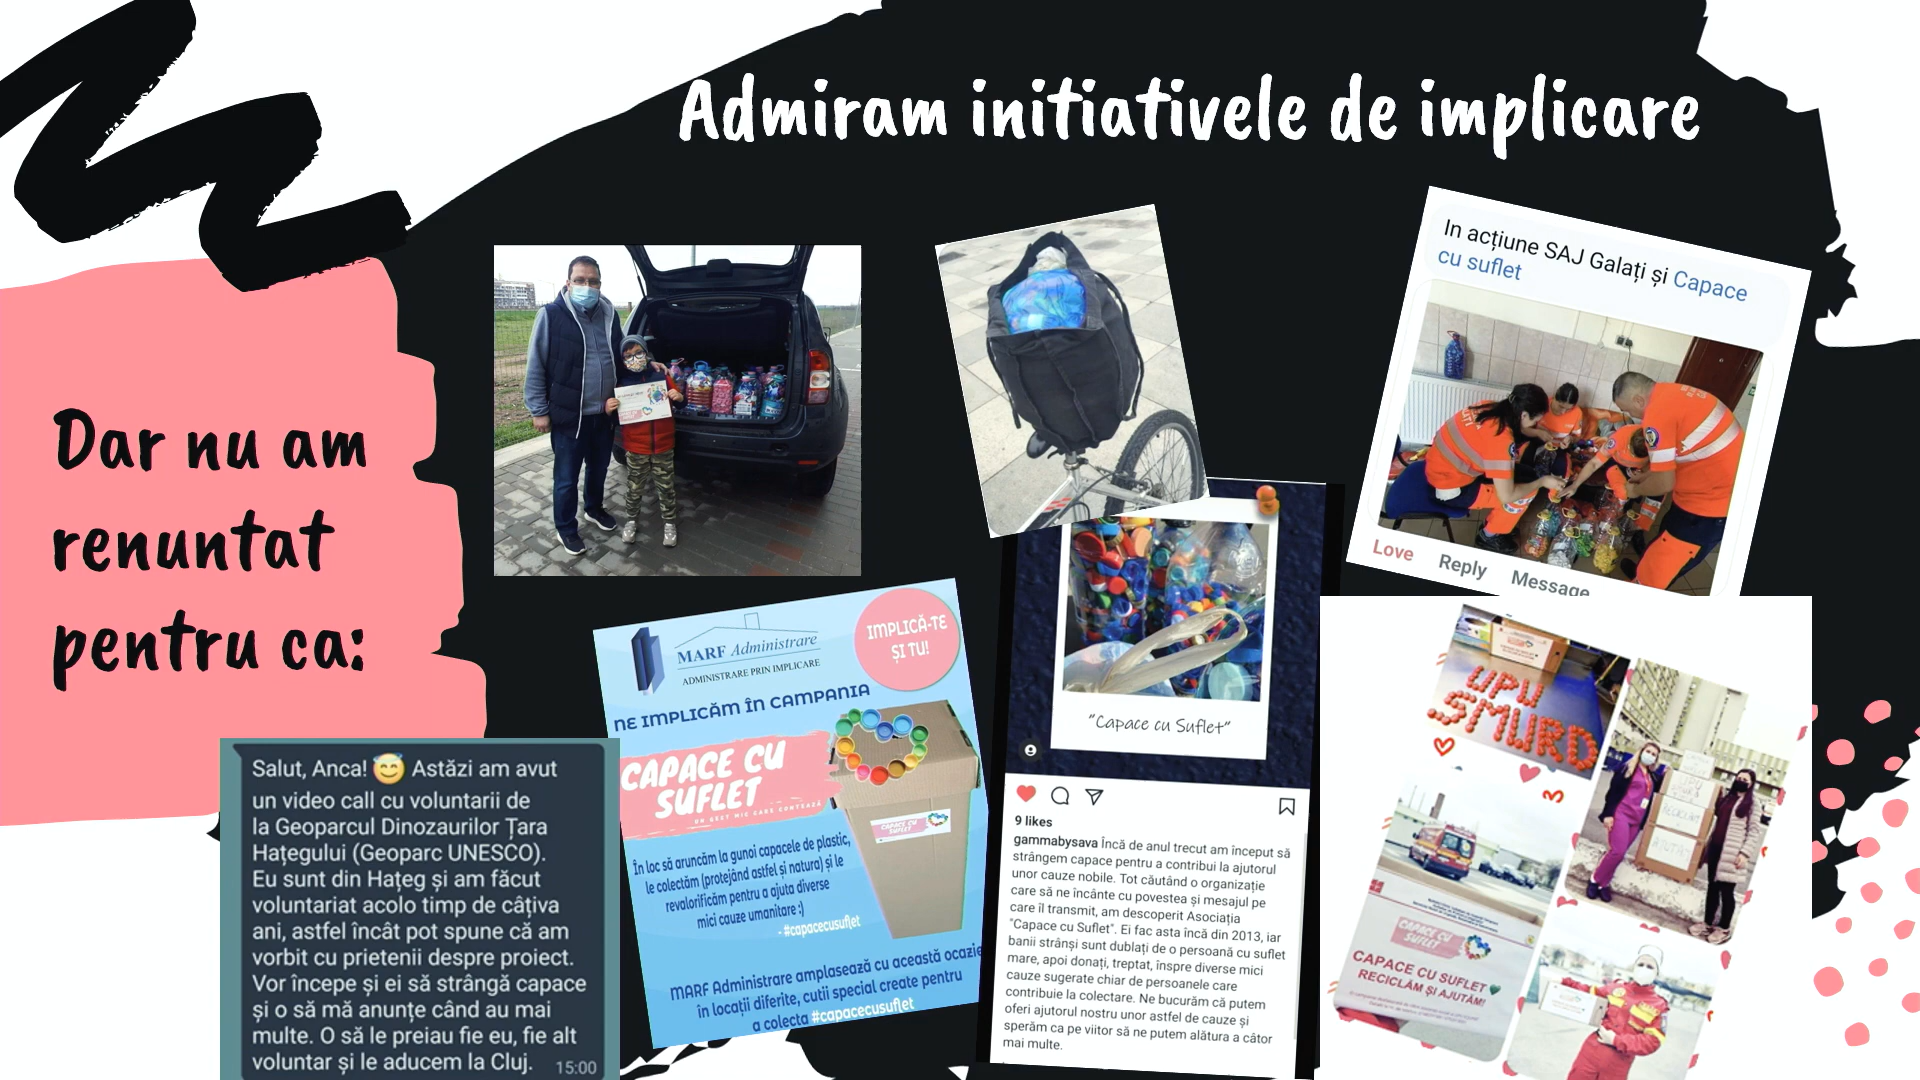 Admiram initiativele de implicare
Dar nu am
renuntat
pentru ca:
In acțiune SAJ Galați și Capace
cu suflet
Love Reply Message
MARF Administrare
ADMINISTRARE PRIN IMPLICARE
IMPLICĂ-TE
ȘI TU!
NE IMPLICĂM ÎN CAMPANIA
CAPACE CU
SUFLET
UN GEST MIC CARE CONTEAZĂ
CAPACE CU
SUFLET
În loc să aruncăm la gunoi capacele de plastic,
le colectăm (protejând astfel și natura) și le
revalorificăm pentru a ajuta diverse
mici cauze umanitare :)
- #capacecusuflet
MARF Administrare amplasează cu această ocazie
în locații diferite, cutii special create pentru
a colecta #capacecusuflet
Salut, Anca! 😇 Astăzi am avut
un video call cu voluntarii de
la Geoparcul Dinozaurilor Țara
Hațegului (Geoparc UNESCO).
Eu sunt din Hațeg și am făcut
voluntariat acolo timp de câțiva
ani, astfel încât pot spune că am
vorbit cu prietenii despre proiect.
Vor începe și ei să strângă capace
și o să mă anunțe când au mai
multe. O să le preiau fie eu, fie alt
voluntar și le aducem la Cluj.
15:00
"Capace cu Suflet"
9 likes
gammabysava Încă de anul trecut am început să
strângem capace pentru a contribui la ajutorul
unor cauze nobile. Tot căutând o organizație
care să ne încânte cu povestea și mesajul pe
care îl transmit, am descoperit Asociația
"Capace cu Suflet". Ei fac asta încă din 2013, iar
banii strânși sunt dublați de o persoană cu suflet
mare, apoi donați, treptat, înspre diverse mici
cauze sugerate chiar de persoanele care
contribuie la colectare. Ne bucurăm că putem
oferi ajutorul nostru unor astfel de cauze și
sperăm ca pe viitor să ne putem alătura a câtor
mai multe.
UPU
SMURD
CAPACE CU
SUFLET
CAPACE CU SUFLET
RECICLĂM ȘI AJUTĂM!